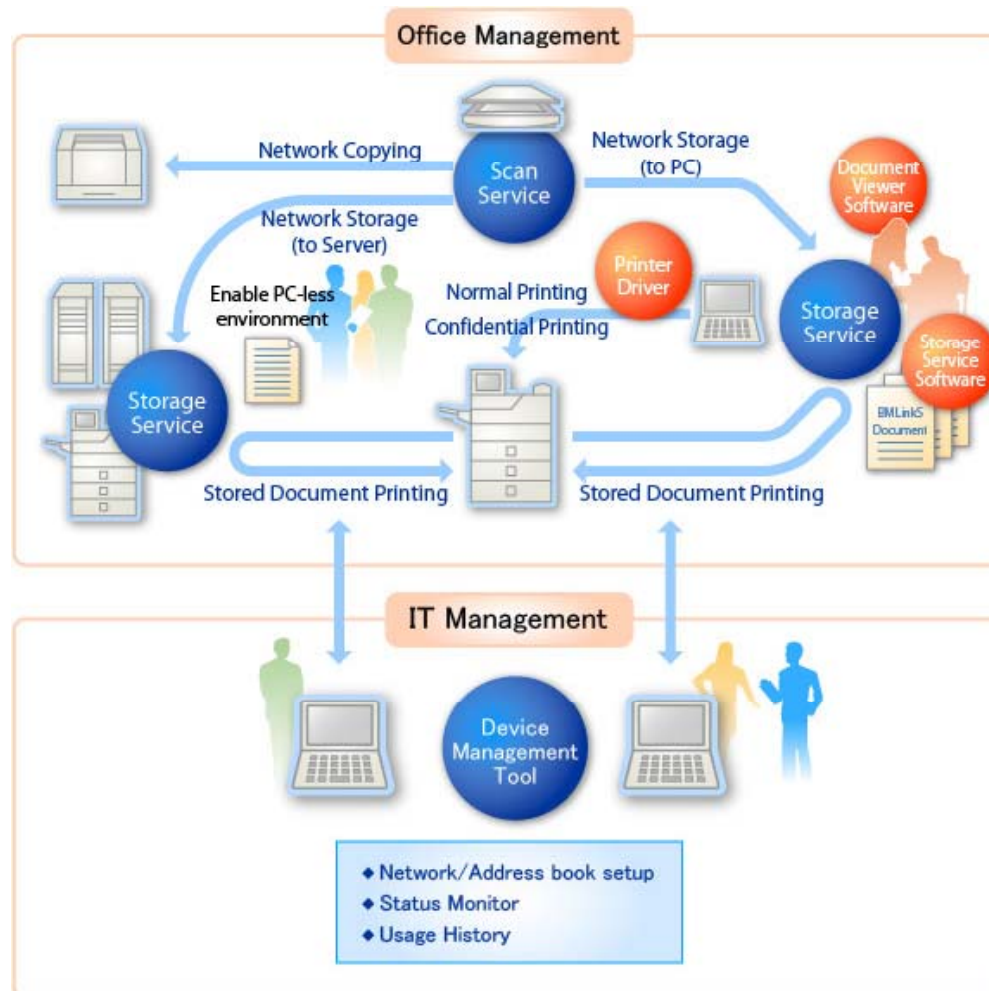 Office Management
Network Copying
Scan
Service
Network Storage
(to PC)
Document
Viewer
Software
Network Storage
(to Server)
Enable PC-less
environment
Printer
Driver
Normal Printing
Confidential Printing
Storage
Service
Storage
Service
Software
BMLinkS
Document
Storage
Service
Stored Document Printing
Stored Document Printing
IT Management
Device
Management
Tool
◆ Network/Address book setup
◆ Status Monitor
◆ Usage History